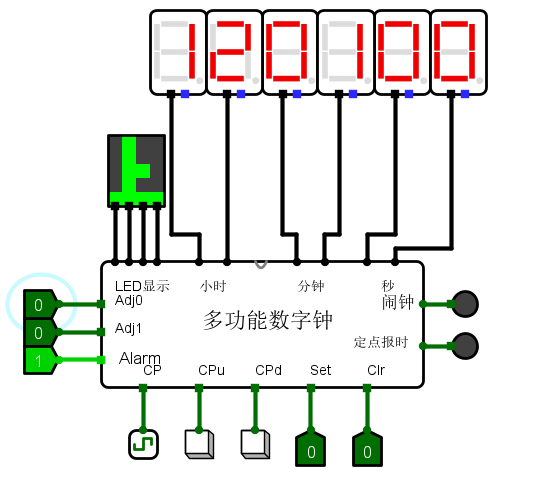 120100
LED显示 小时 分钟 秒
0 Adj0 闹钟
多功能数字钟
0 Adj1 定点报时
1 Alarm
CP CPu CPd Set Clr
0 0